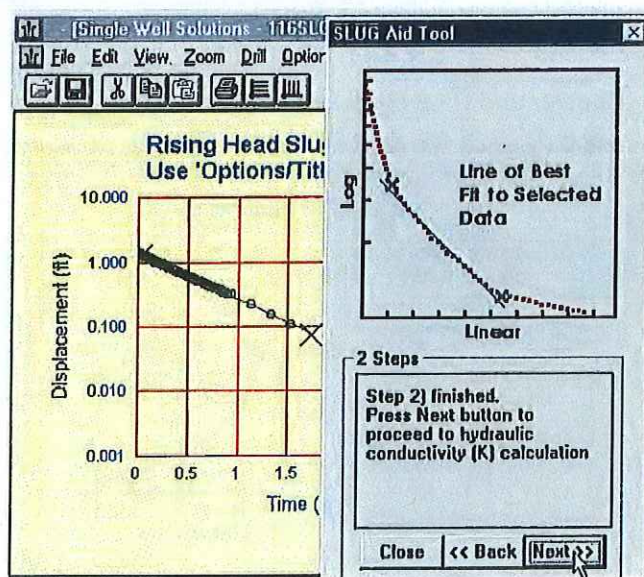 [Single Well Solutions - 116SLG
File Edit View Zoom Drill Option
Rising Head Slug
Use 'Options/Titl
Displacement (ft)
10.000
1.000
0.100
0.010
0.001
0 0.5 1 1.5
Time (
SLUG Aid Tool
Log
Line of Best
Fit to Selected
Data
Linear
2 Steps
Step 2) finished.
Press Next button to
proceed to hydraulic
conductivity (K) calculation
Close << Back Next >>